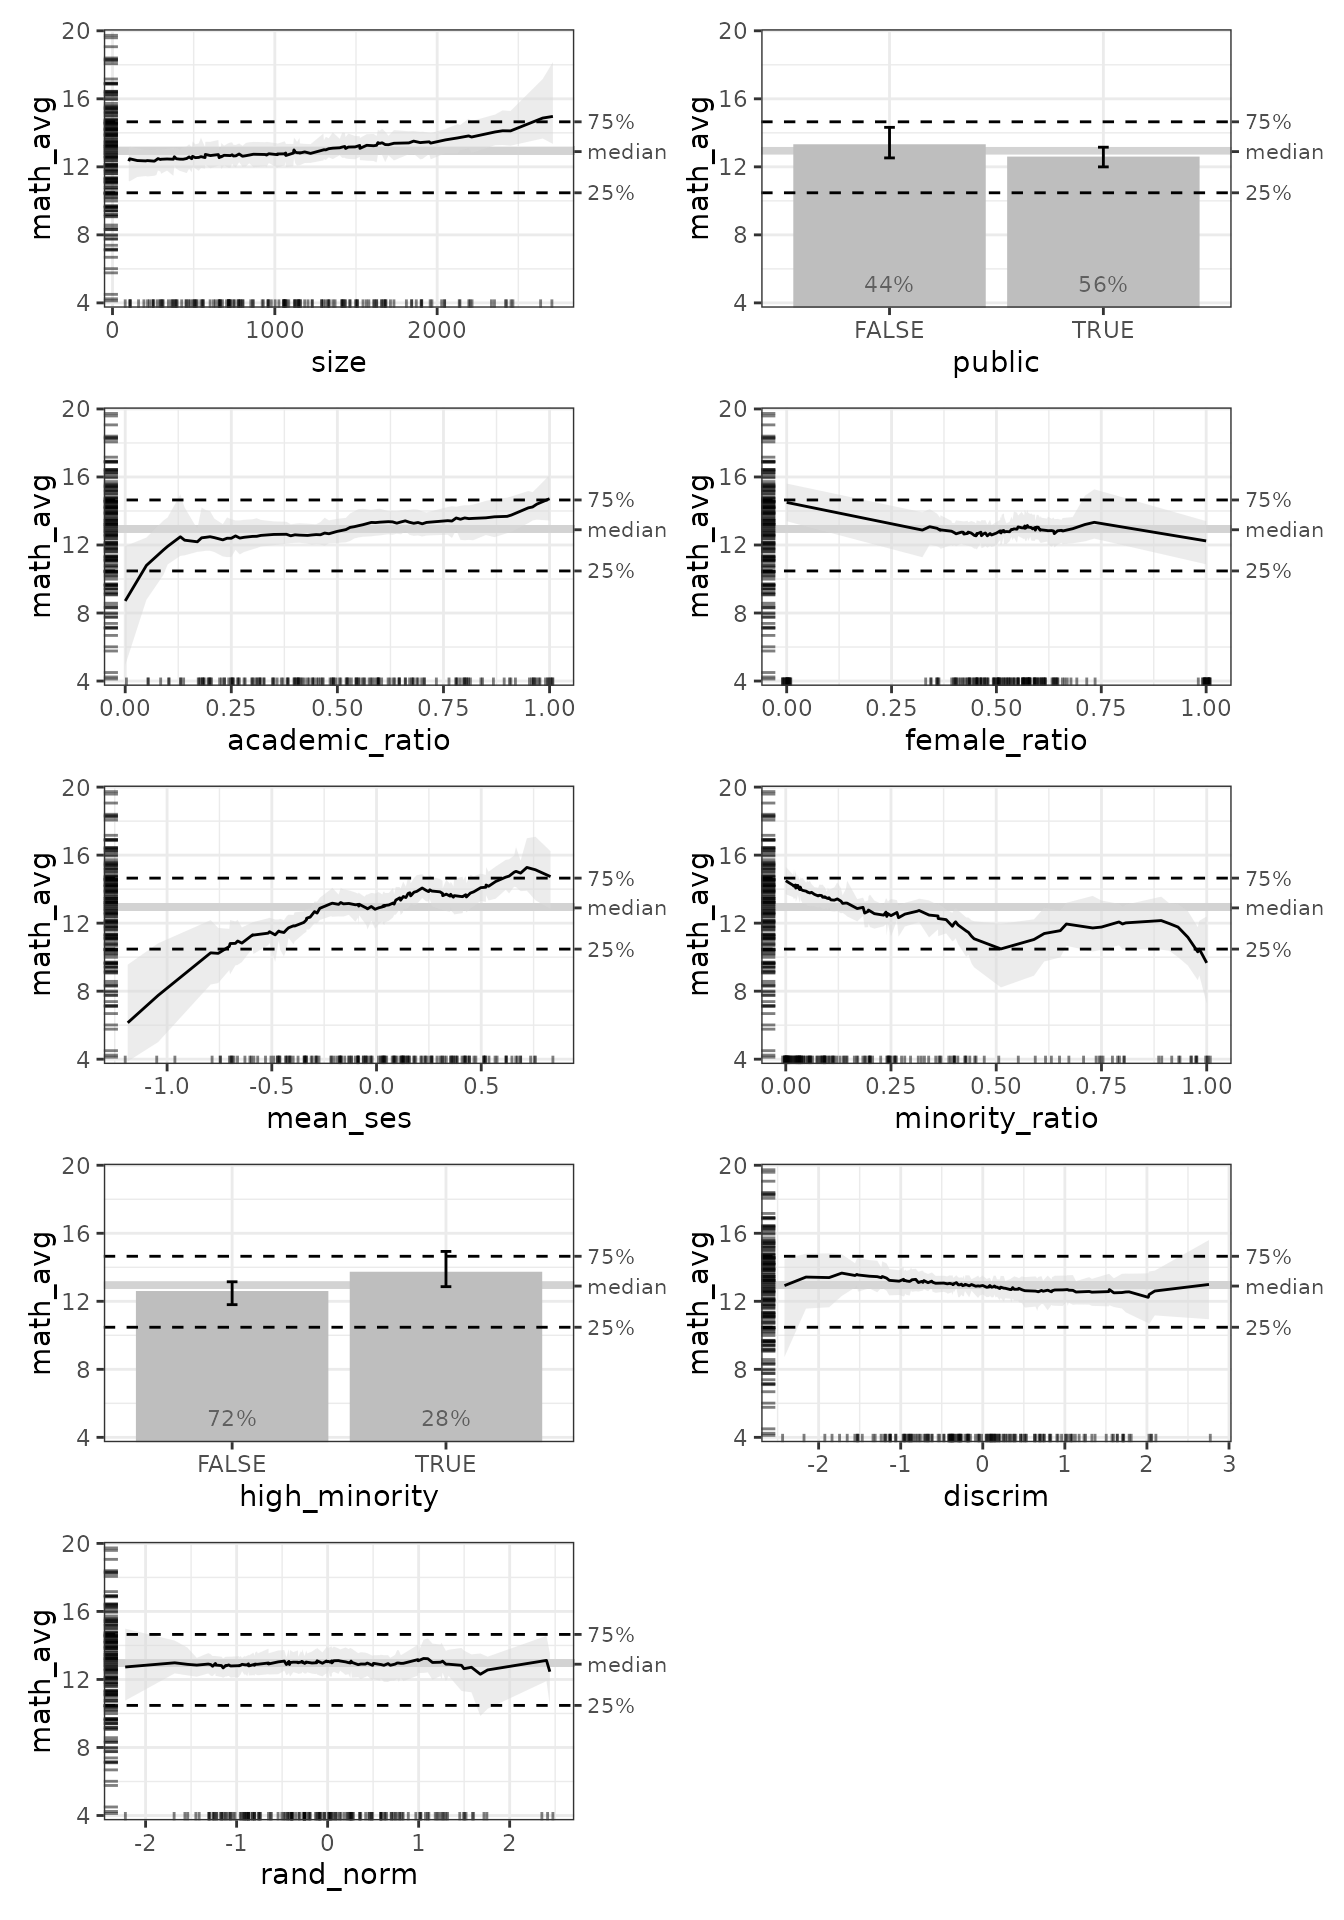 20
16
12
8
4
math_avg
75%
median
25%
0 1000 2000
size
20
16
12
8
4
math_avg
75%
median
25%
44% 56%
FALSE TRUE
public
20
16
12
8
4
math_avg
75%
median
25%
0.00 0.25 0.50 0.75 1.00
academic_ratio
20
16
12
8
4
math_avg
75%
median
25%
0.00 0.25 0.50 0.75 1.00
female_ratio
20
16
12
8
4
math_avg
75%
median
25%
-1.0 -0.5 0.0 0.5
mean_ses
20
16
12
8
4
math_avg
75%
median
25%
0.00 0.25 0.50 0.75 1.00
minority_ratio
20
16
12
8
4
math_avg
75%
median
25%
72% 28%
FALSE TRUE
high_minority
20
16
12
8
4
math_avg
75%
median
25%
-2 -1 0 1 2 3
discrim
20
16
12
8
4
math_avg
75%
median
25%
-2 -1 0 1 2
rand_norm